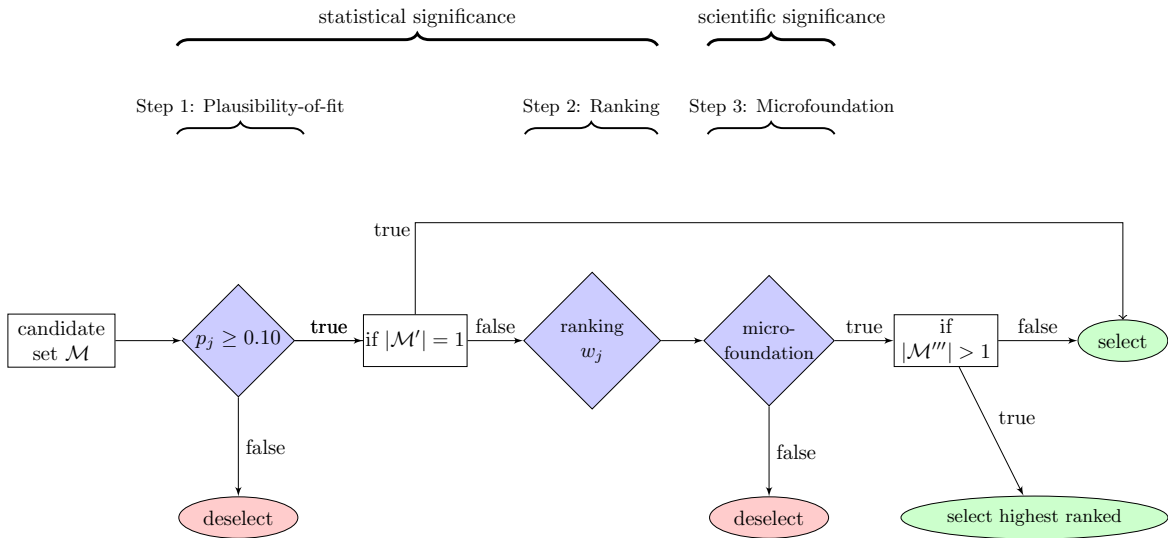 statistical significance
scientific significance
Step 1: Plausibility-of-fit
Step 2: Ranking
Step 3: Microfoundation
true
candidate
set ℳ
p_j ≥ 0.10
true
if |ℳ′| = 1
false
ranking
w_j
micro-
foundation
true
if
|ℳ‴| > 1
false
select
false
false
true
deselect
deselect
select highest ranked